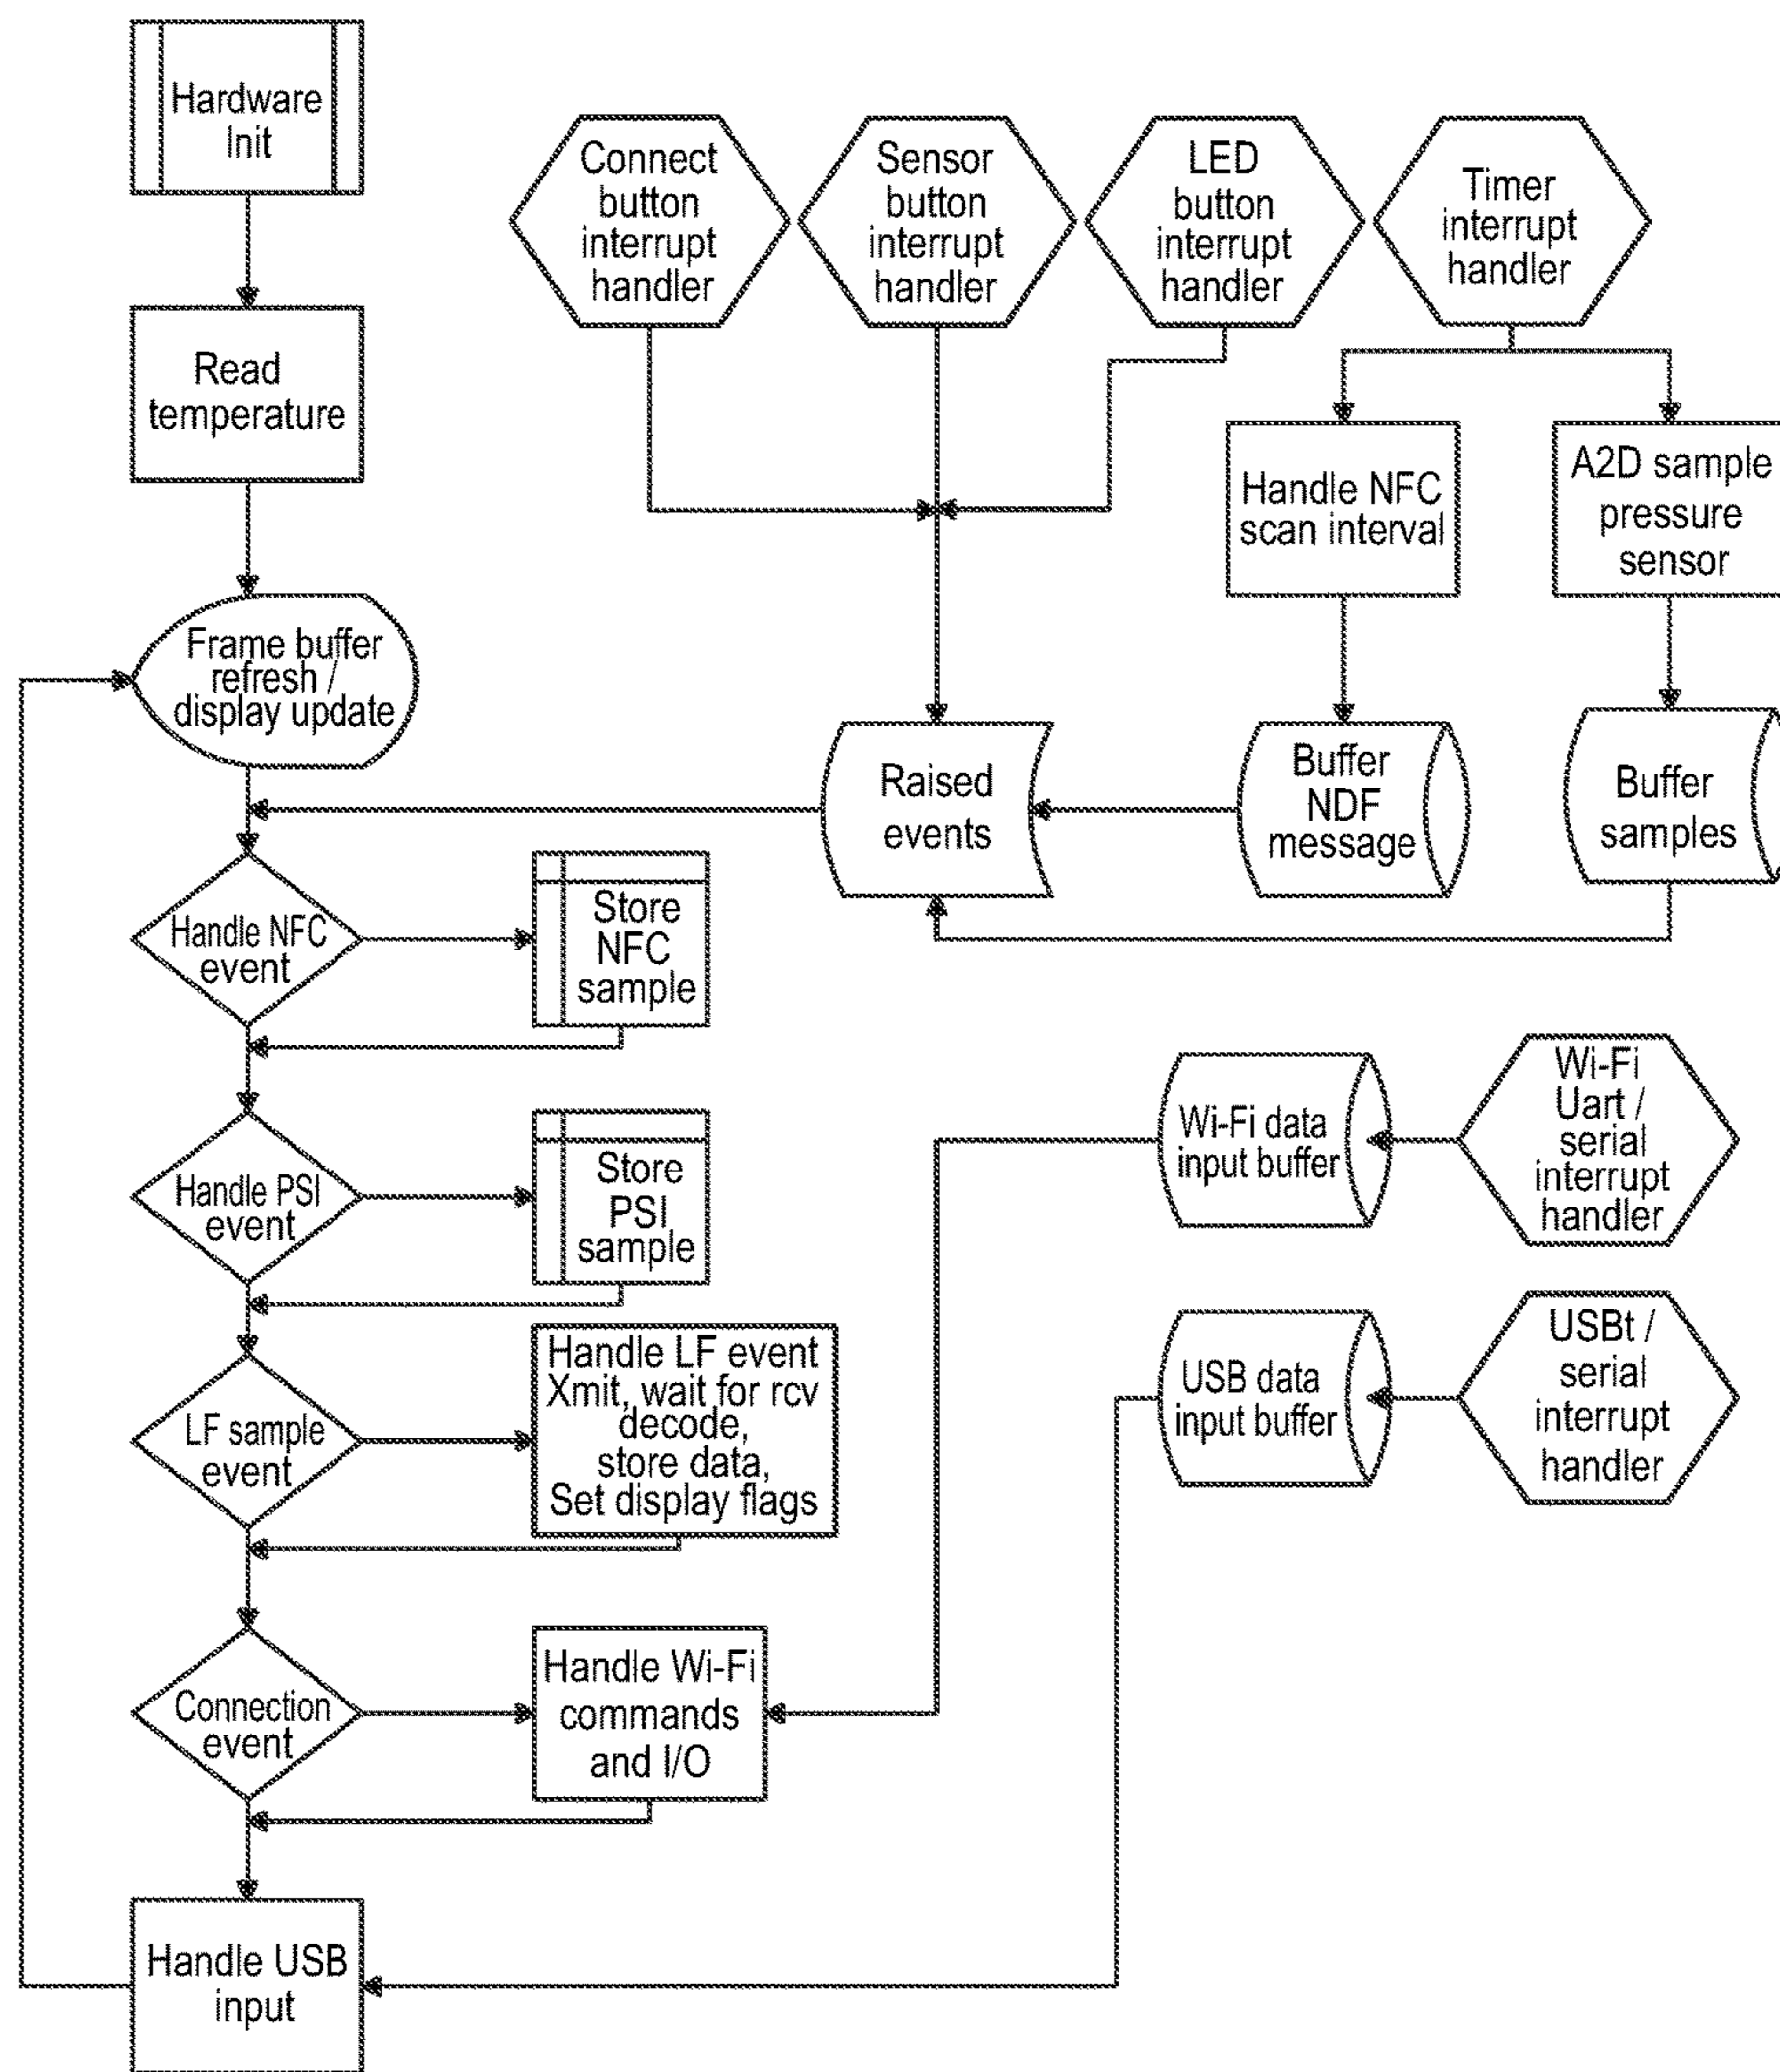 Hardware
Init
Connect
button
interrupt
handler
Sensor
button
interrupt
handler
LED
button
interrupt
handler
Timer
interrupt
handler
Read
temperature
Handle NFC
scan interval
A2D sample
pressure
sensor
Frame buffer
refresh /
display update
Raised
events
Buffer
NDF
message
Buffer
samples
Handle NFC
event
Store
NFC
sample
Handle PSI
event
Store
PSI
sample
Wi-Fi data
input buffer
Wi-Fi
Uart /
serial
interrupt
handler
LF sample
event
Handle LF event
Xmit, wait for rcv
decode,
store data,
Set display flags
USB data
input buffer
USBt /
serial
interrupt
handler
Connection
event
Handle Wi-Fi
commands
and I/O
Handle USB
input